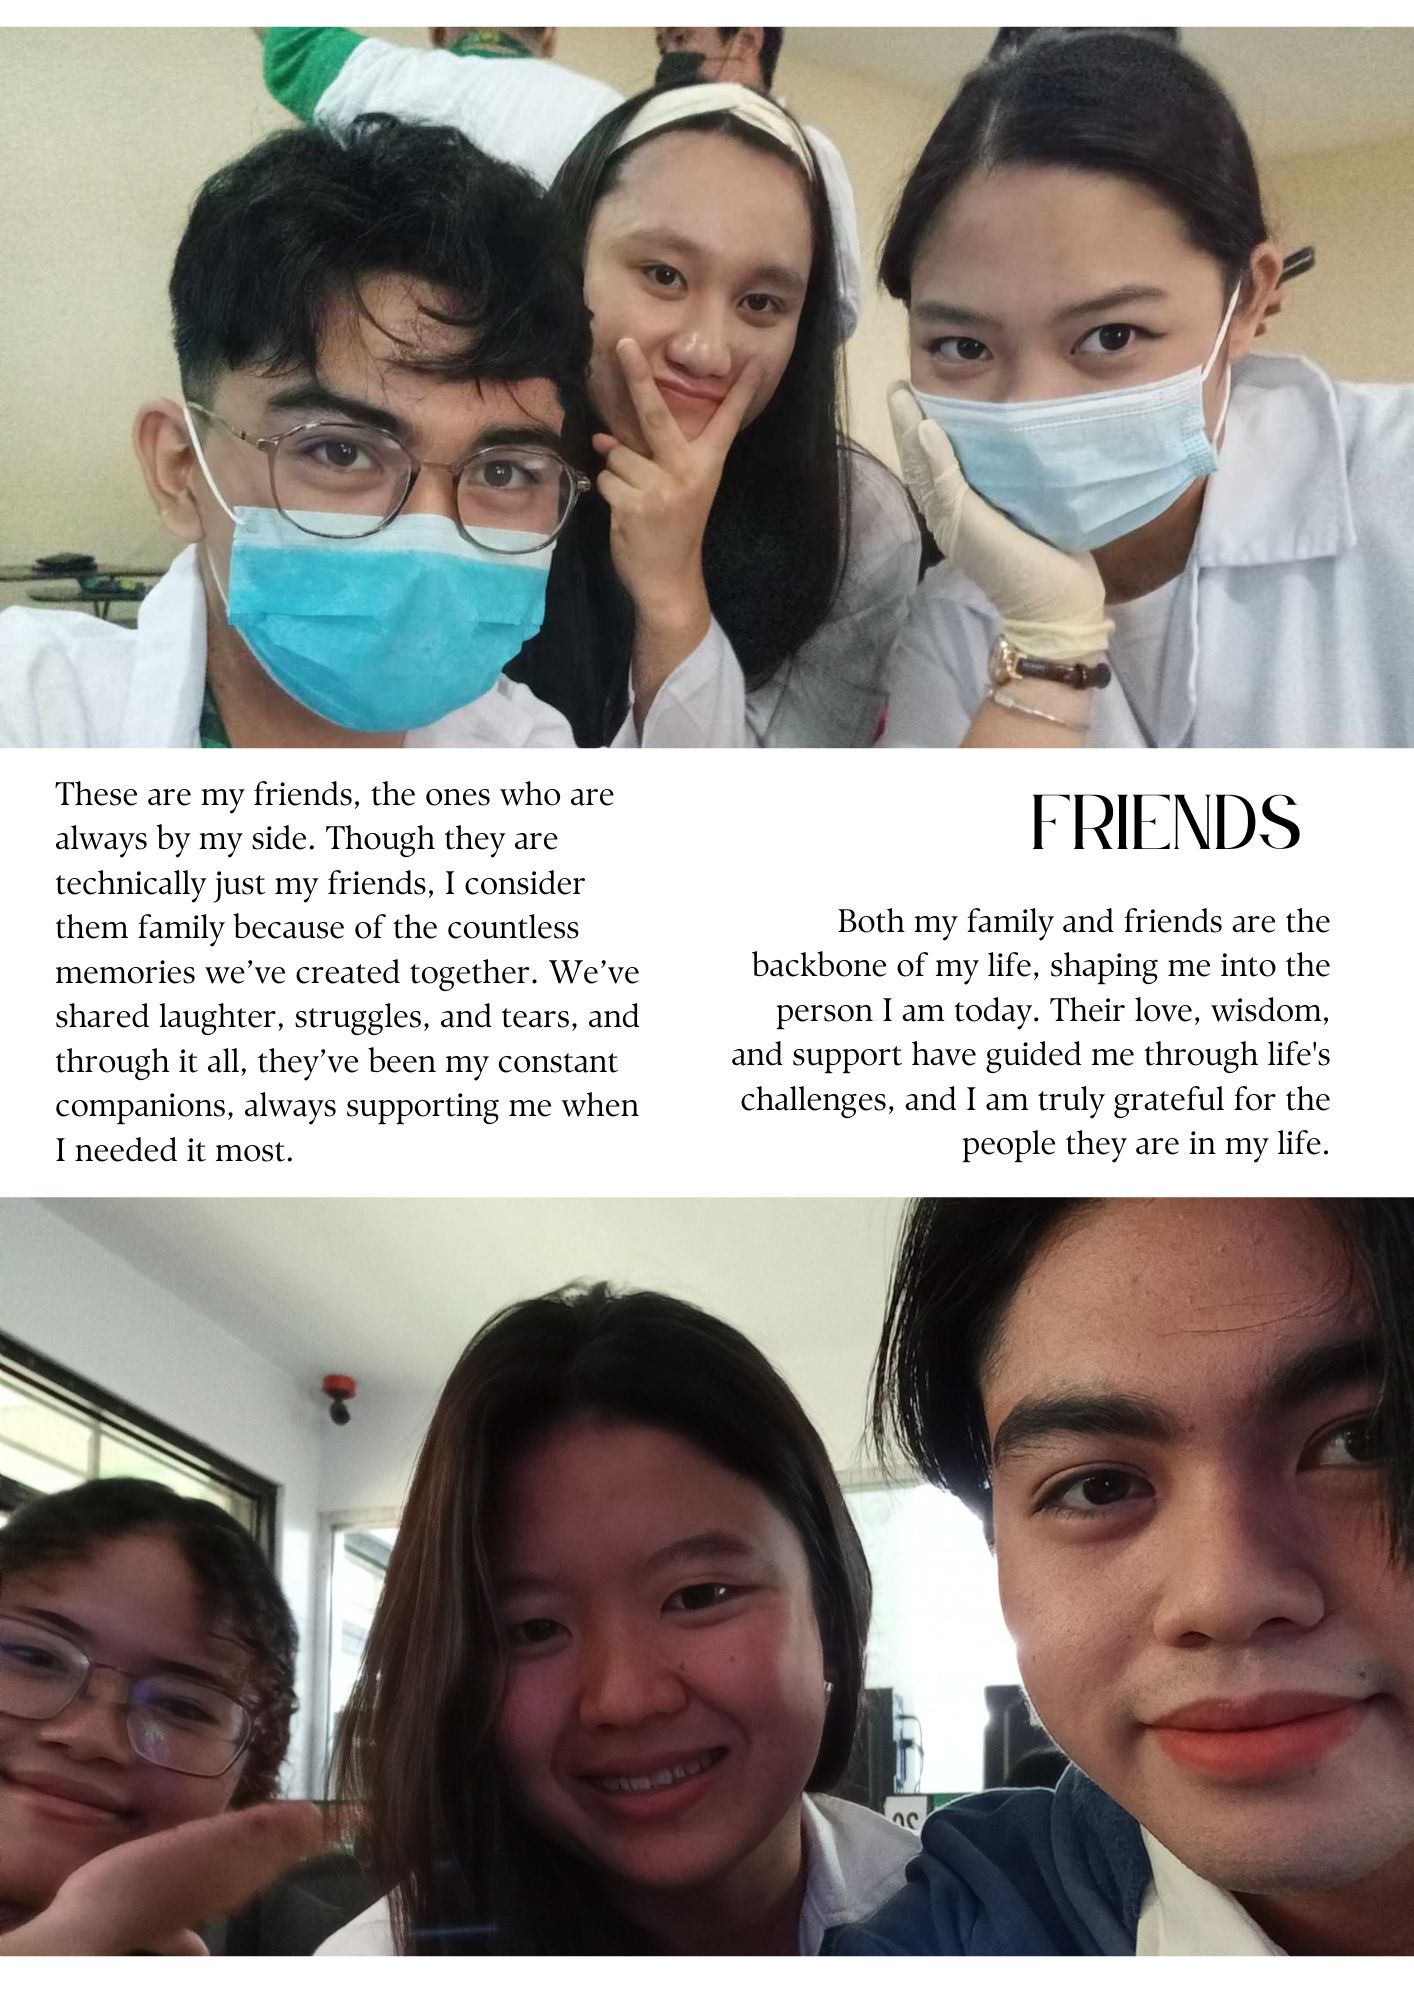 These are my friends, the ones who are
always by my side. Though they are
technically just my friends, I consider
them family because of the countless
memories we’ve created together. We’ve
shared laughter, struggles, and tears, and
through it all, they’ve been my constant
companions, always supporting me when
I needed it most.
FRIENDS
Both my family and friends are the
backbone of my life, shaping me into the
person I am today. Their love, wisdom,
and support have guided me through life's
challenges, and I am truly grateful for the
people they are in my life.